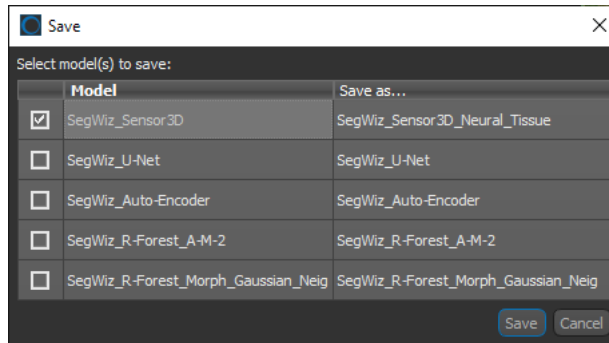 Save
Select model(s) to save:
Model Save as...
SegWiz_Sensor3D SegWiz_Sensor3D_Neural_Tissue
SegWiz_U-Net SegWiz_U-Net
SegWiz_Auto-Encoder SegWiz_Auto-Encoder
SegWiz_R-Forest_A-M-2 SegWiz_R-Forest_A-M-2
SegWiz_R-Forest_Morph_Gaussian_Neig SegWiz_R-Forest_Morph_Gaussian_Neig
Save Cancel